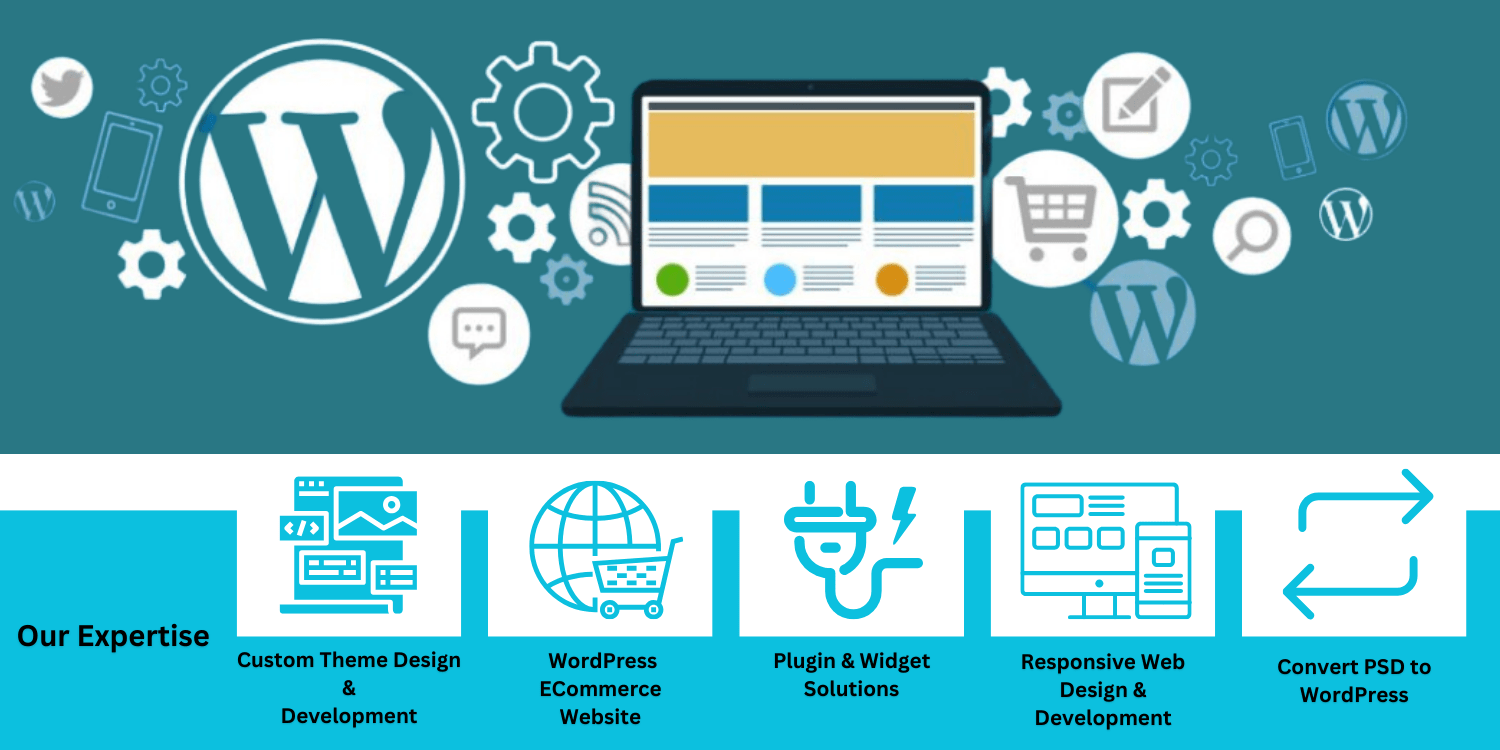 Our Expertise
Custom Theme Design
&
Development
WordPress
ECommerce
Website
Plugin & Widget
Solutions
Responsive Web
Design &
Development
Convert PSD to
WordPress